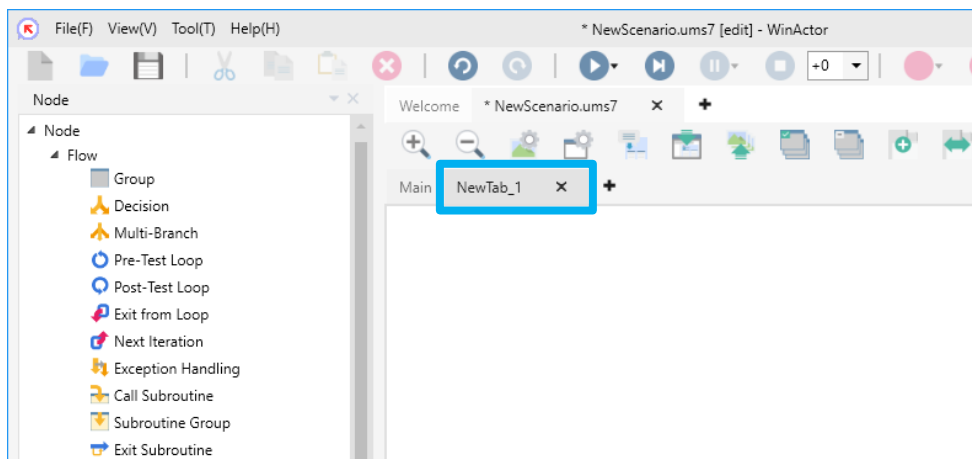 File(F) View(V) Tool(T) Help(H) * NewScenario.ums7 [edit] - WinActor
+0
Node
Welcome * NewScenario.ums7
Node
Flow
Group
Main NewTab_1
Decision
Multi-Branch
Pre-Test Loop
Post-Test Loop
Exit from Loop
Next Iteration
Exception Handling
Call Subroutine
Subroutine Group
Exit Subroutine